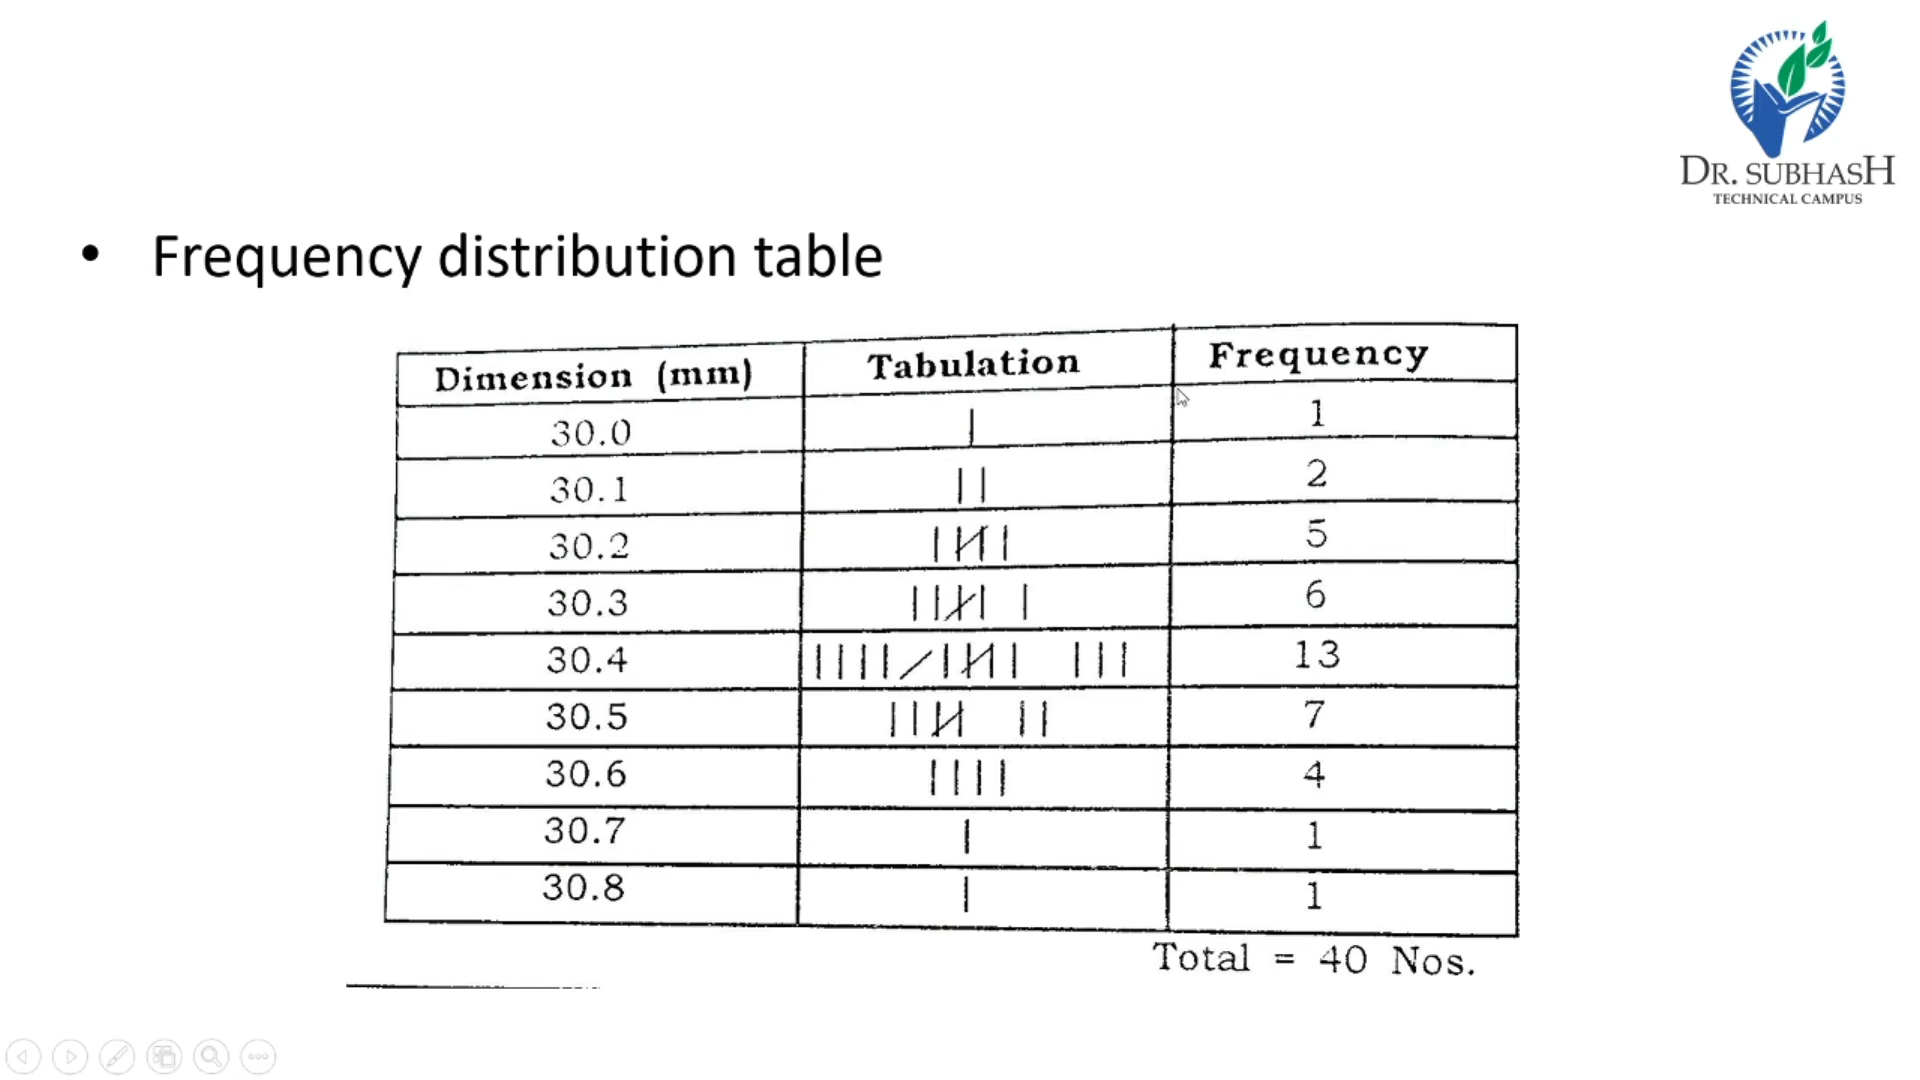 DR. SUBHASH
TECHNICAL CAMPUS
• Frequency distribution table
Dimension (mm) Tabulation Frequency
30.0 | 1
30.1 || 2
30.2 |||| 5
30.3 |||| | 6
30.4 ||||/|||| ||| 13
30.5 |||| || 7
30.6 |||| 4
30.7 | 1
30.8 | 1
Total = 40 Nos.